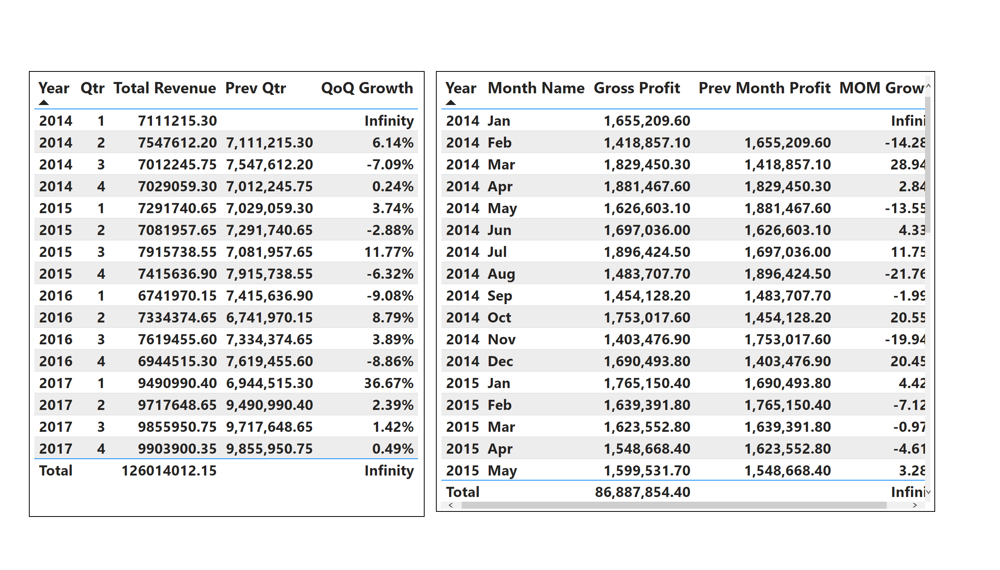 Year Qtr Total Revenue Prev Qtr QoQ Growth
2014 1 7111215.30 Infinity
2014 2 7547612.20 7,111,215.30 6.14%
2014 3 7012245.75 7,547,612.20 -7.09%
2014 4 7029059.30 7,012,245.75 0.24%
2015 1 7291740.65 7,029,059.30 3.74%
2015 2 7081957.65 7,291,740.65 -2.88%
2015 3 7915738.55 7,081,957.65 11.77%
2015 4 7415636.90 7,915,738.55 -6.32%
2016 1 6741970.15 7,415,636.90 -9.08%
2016 2 7334374.65 6,741,970.15 8.79%
2016 3 7619455.60 7,334,374.65 3.89%
2016 4 6944515.30 7,619,455.60 -8.86%
2017 1 9490990.40 6,944,515.30 36.67%
2017 2 9717648.65 9,490,990.40 2.39%
2017 3 9855950.75 9,717,648.65 1.42%
2017 4 9903900.35 9,855,950.75 0.49%
Total 126014012.15 Infinity
Year Month Name Gross Profit Prev Month Profit MOM Grow
2014 Jan 1,655,209.60 Infini
2014 Feb 1,418,857.10 1,655,209.60 -14.28
2014 Mar 1,829,450.30 1,418,857.10 28.94
2014 Apr 1,881,467.60 1,829,450.30 2.84
2014 May 1,626,603.10 1,881,467.60 -13.55
2014 Jun 1,697,036.00 1,626,603.10 4.33
2014 Jul 1,896,424.50 1,697,036.00 11.75
2014 Aug 1,483,707.70 1,896,424.50 -21.76
2014 Sep 1,454,128.20 1,483,707.70 -1.99
2014 Oct 1,753,017.60 1,454,128.20 20.55
2014 Nov 1,403,476.90 1,753,017.60 -19.94
2014 Dec 1,690,493.80 1,403,476.90 20.45
2015 Jan 1,765,150.40 1,690,493.80 4.42
2015 Feb 1,639,391.80 1,765,150.40 -7.12
2015 Mar 1,623,552.80 1,639,391.80 -0.97
2015 Apr 1,548,668.40 1,623,552.80 -4.61
2015 May 1,599,531.70 1,548,668.40 3.28
Total 86,887,854.40 Infini